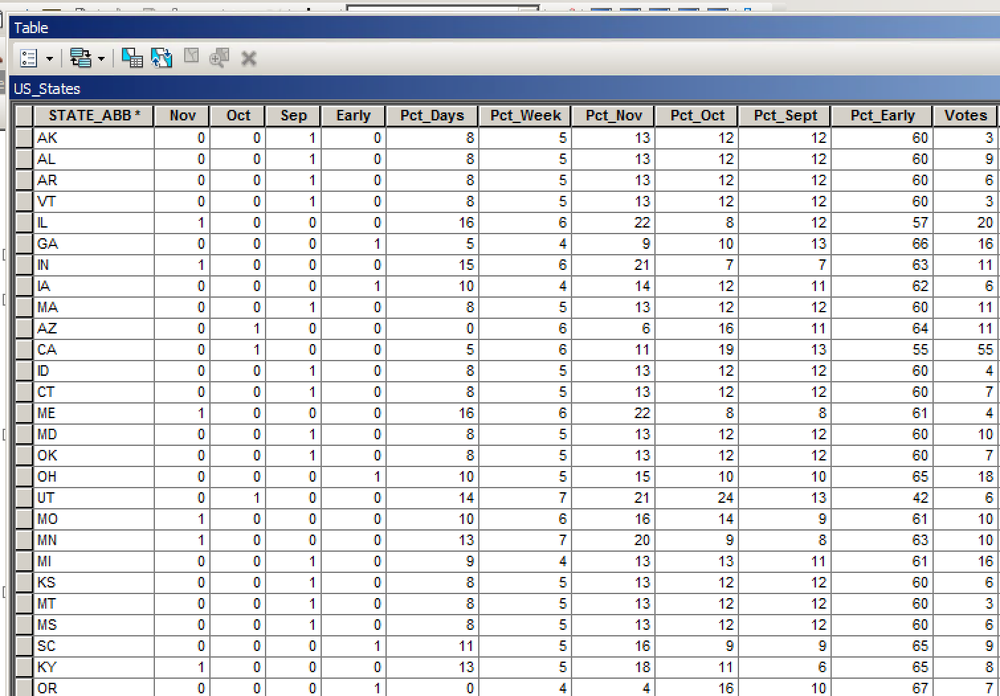 Table
US_States
STATE_ABB * Nov Oct Sep Early Pct_Days Pct_Week Pct_Nov Pct_Oct Pct_Sept Pct_Early Votes
AK 0 0 1 0 8 5 13 12 12 60 3
AL 0 0 1 0 8 5 13 12 12 60 9
AR 0 0 1 0 8 5 13 12 12 60 6
VT 0 0 1 0 8 5 13 12 12 60 3
IL 1 0 0 0 16 6 22 8 12 57 20
GA 0 0 0 1 5 4 9 10 13 66 16
IN 1 0 0 0 15 6 21 7 7 63 11
IA 0 0 0 1 10 4 14 12 11 62 6
MA 0 0 1 0 8 5 13 12 12 60 11
AZ 0 1 0 0 0 6 6 16 11 64 11
CA 0 1 0 0 5 6 11 19 13 55 55
ID 0 0 1 0 8 5 13 12 12 60 4
CT 0 0 1 0 8 5 13 12 12 60 7
ME 1 0 0 0 16 6 22 8 8 61 4
MD 0 0 1 0 8 5 13 12 12 60 10
OK 0 0 1 0 8 5 13 12 12 60 7
OH 0 0 0 1 10 5 15 10 10 65 18
UT 0 1 0 0 14 7 21 24 13 42 6
MO 1 0 0 0 10 6 16 14 9 61 10
MN 1 0 0 0 13 7 20 9 8 63 10
MI 0 0 1 0 9 4 13 13 11 61 16
KS 0 0 1 0 8 5 13 12 12 60 6
MT 0 0 1 0 8 5 13 12 12 60 3
MS 0 0 1 0 8 5 13 12 12 60 6
SC 0 0 0 1 11 5 16 9 9 65 9
KY 1 0 0 0 13 5 18 11 6 65 8
OR 0 0 0 1 0 4 4 16 10 67 7